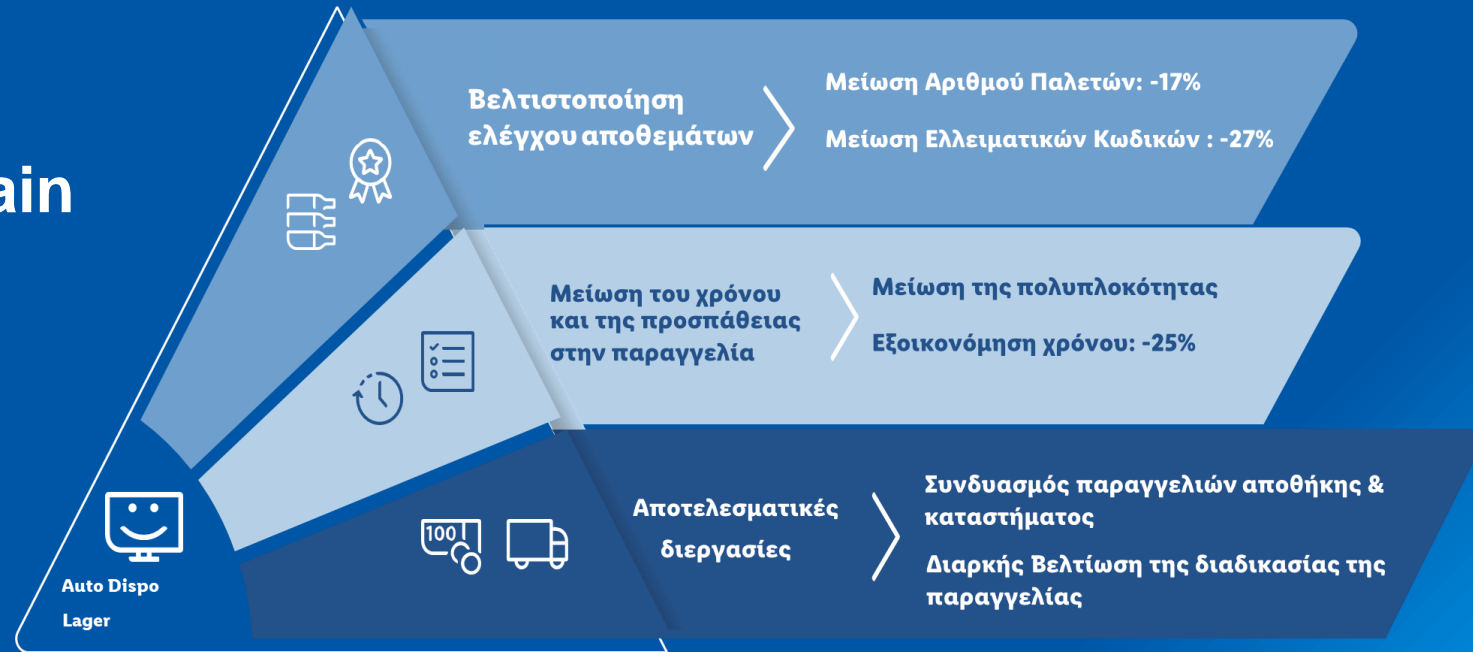 ain
Βελτιστοποίηση
ελέγχου αποθεμάτων
Μείωση Αριθμού Παλετών: -17%
Μείωση Ελλειματικών Κωδικών : -27%
Μείωση του χρόνου
και της προσπάθειας
στην παραγγελία
Μείωση της πολυπλοκότητας
Εξοικονόμηση χρόνου: -25%
100
Αποτελεσματικές
διεργασίες
Συνδυασμός παραγγελιών αποθήκης &
καταστήματος
Διαρκής Βελτίωση της διαδικασίας της
παραγγελίας
Auto Dispo
Lager